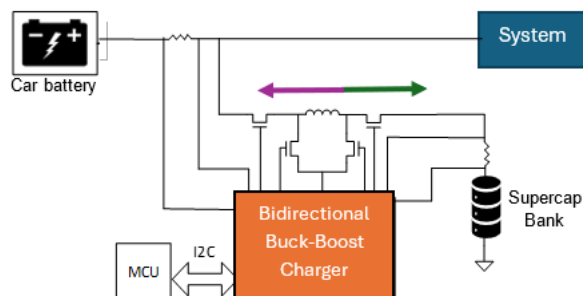 System
Car battery
Supercap
Bank
Bidirectional
Buck-Boost
Charger
I2C
MCU